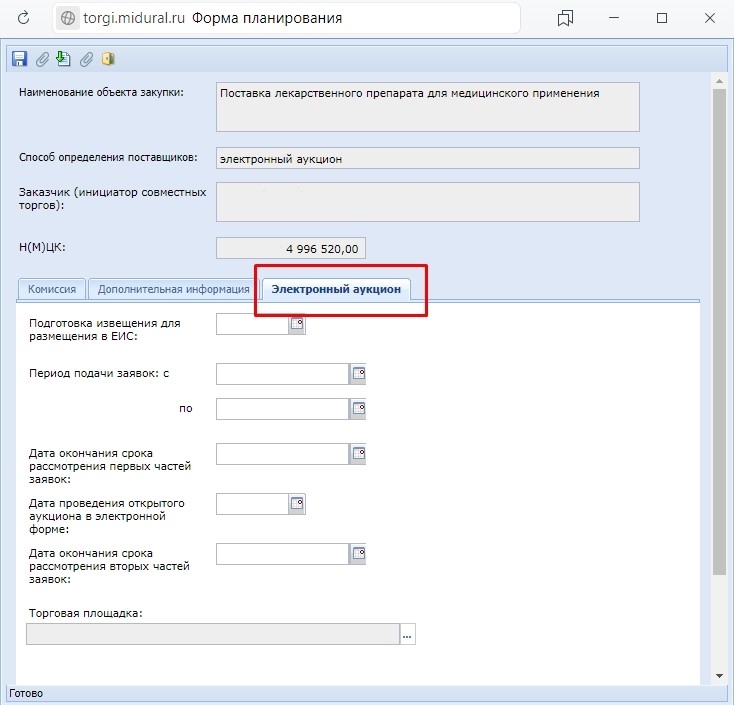 torgi.midural.ru Форма планирования
Наименование объекта закупки:
Поставка лекарственного препарата для медицинского применения
Способ определения поставщиков:
электронный аукцион
Заказчик (инициатор совместных
торгов):
Н(М)ЦК:
4 996 520,00
Комиссия
Дополнительная информация
Электронный аукцион
Подготовка извещения для
размещения в ЕИС:
Период подачи заявок: с
по
Дата окончания срока
рассмотрения первых частей
заявок:
Дата проведения открытого
аукциона в электронной
форме:
Дата окончания срока
рассмотрения вторых частей
заявок:
Торговая площадка:
...
Готово